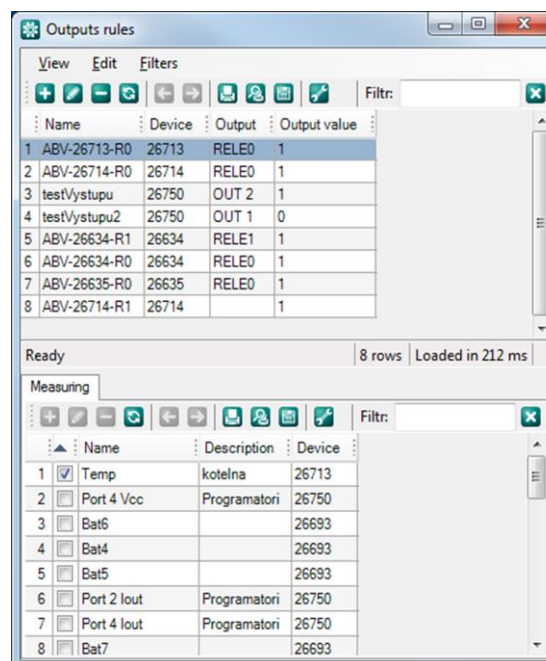 Outputs rules
View Edit Filters
Filtr:
Name Device Output Output value
1 ABV-26713-R0 26713 RELE0 1
2 ABV-26714-R0 26714 RELE0 1
3 testVystupu 26750 OUT 2 1
4 testVystupu2 26750 OUT 1 0
5 ABV-26634-R1 26634 RELE1 1
6 ABV-26634-R0 26634 RELE0 1
7 ABV-26635-R0 26635 RELE0 1
8 ABV-26714-R1 26714 1
Ready 8 rows Loaded in 212 ms
Measuring
Filtr:
Name Description Device
1 Temp kotelna 26713
2 Port 4 Vcc Programatori 26750
3 Bat6 26693
4 Bat4 26693
5 Bat5 26693
6 Port 2 Iout Programatori 26750
7 Port 4 Iout Programatori 26750
8 Bat7 26693